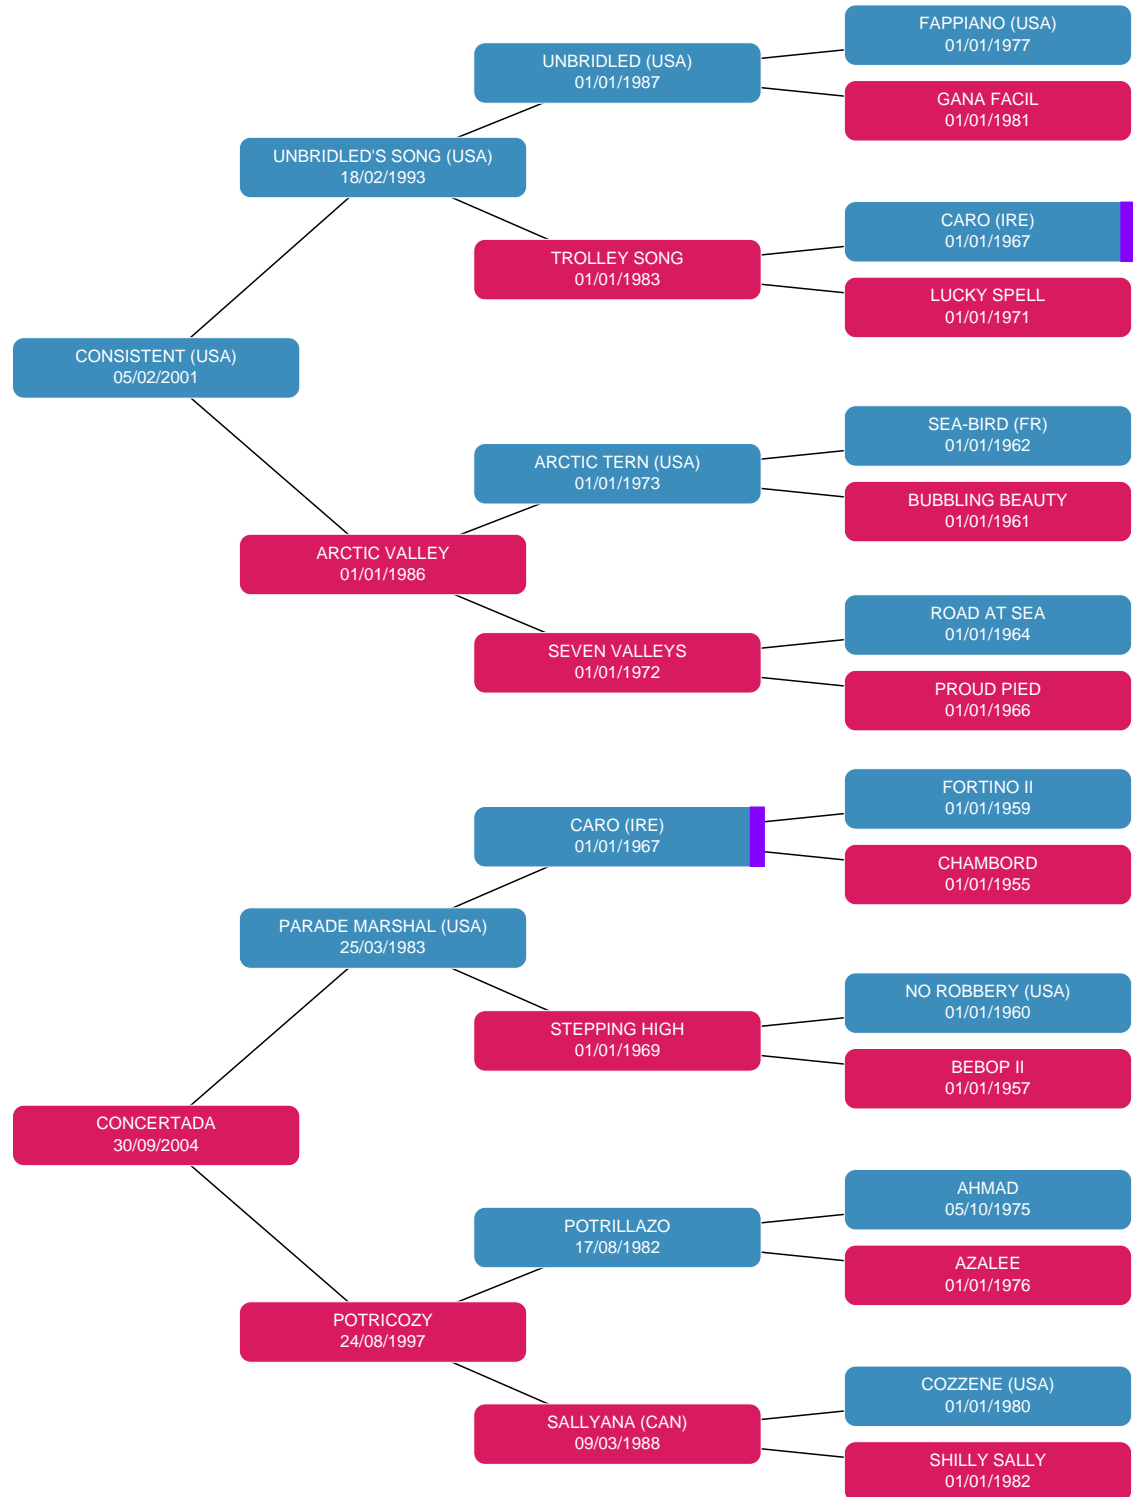 FAPPIANO (USA)
01/01/1977
UNBRIDLED (USA)
01/01/1987
GANA FACIL
01/01/1981
UNBRIDLED'S SONG (USA)
18/02/1993
CARO (IRE)
01/01/1967
TROLLEY SONG
01/01/1983
LUCKY SPELL
01/01/1971
CONSISTENT (USA)
05/02/2001
SEA-BIRD (FR)
01/01/1962
ARCTIC TERN (USA)
01/01/1973
BUBBLING BEAUTY
01/01/1961
ARCTIC VALLEY
01/01/1986
ROAD AT SEA
01/01/1964
SEVEN VALLEYS
01/01/1972
PROUD PIED
01/01/1966
FORTINO II
01/01/1959
CARO (IRE)
01/01/1967
CHAMBORD
01/01/1955
PARADE MARSHAL (USA)
25/03/1983
NO ROBBERY (USA)
01/01/1960
STEPPING HIGH
01/01/1969
BEBOP II
01/01/1957
CONCERTADA
30/09/2004
AHMAD
05/10/1975
POTRILLAZO
17/08/1982
AZALEE
01/01/1976
POTRICOZY
24/08/1997
COZZENE (USA)
01/01/1980
SALLYANA (CAN)
09/03/1988
SHILLY SALLY
01/01/1982